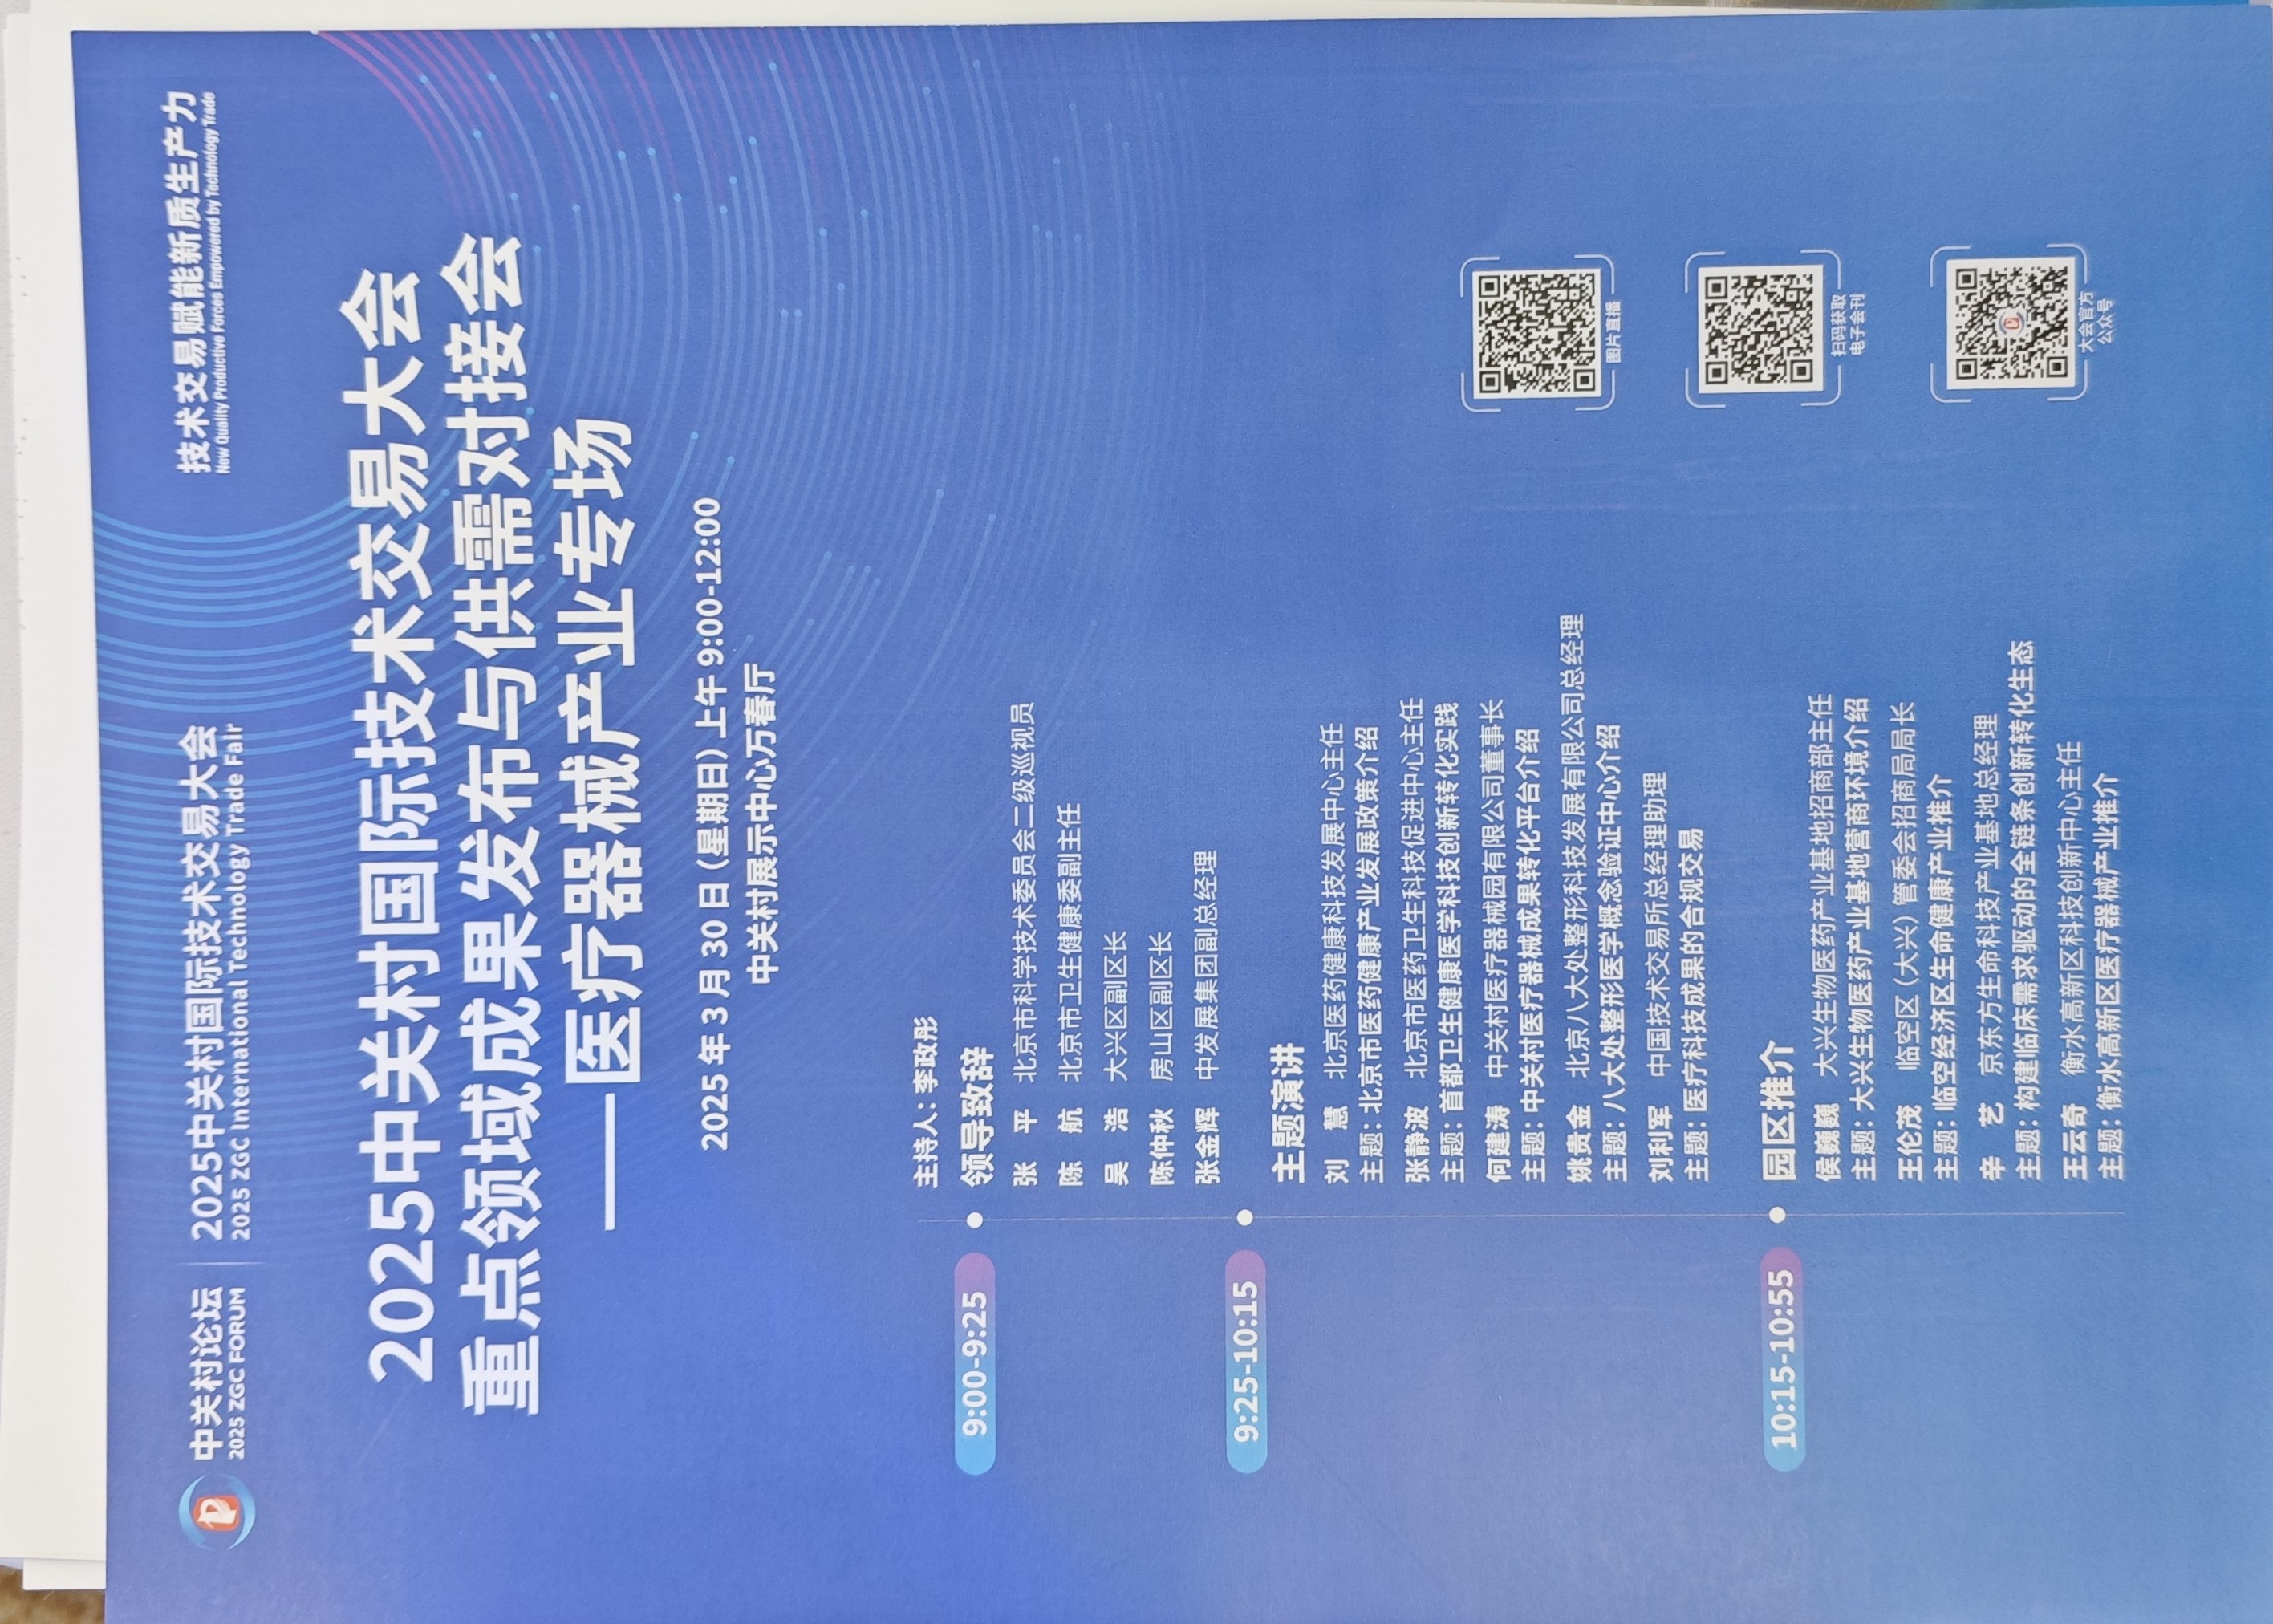 中关村论坛
2025 ZGC FORUM
2025中关村国际技术交易大会
2025 ZGC International Technology Trade Fair
技术交易赋能新质生产力
New Quality Productive Forces Empowered by Technology Trade
2025中关村国际技术交易大会
重点领域成果发布与供需对接会
——医疗器械产业专场
2025 年 3 月 30 日（星期日）上午 9:00-12:00
中关村展示中心万春厅
主持人：李政彤
9:00-9:25 领导致辞
张 平 北京市科学技术委员会二级巡视员
陈 航 北京市卫生健康委副主任
吴 浩 大兴区副区长
陈仲秋 房山区副区长
张金辉 中发展集团副总经理
9:25-10:15 主题演讲
刘 慧 北京医药健康科技发展中心主任
主题：北京市医药健康产业发展政策介绍
张静波 北京市医药卫生科技促进中心主任
主题：首都卫生健康医学科技创新转化实践
何建涛 中关村医疗器械园有限公司董事长
主题：中关村医疗器械成果转化平台介绍
姚贵金 北京八大处整形科技发展有限公司总经理
主题：八大处整形医学概念验证中心介绍
刘利军 中国技术交易所总经理助理
主题：医疗科技成果的合规交易
10:15-10:55 园区推介
侯巍巍 大兴生物医药产业基地招商部主任
主题：大兴生物医药产业基地营商环境介绍
王伦茂 临空区（大兴）管委会招商局局长
主题：临空经济区生命健康产业推介
辛 艺 京东方生命科技产业基地总经理
主题：构建临床需求驱动的全链条创新转化生态
王云奇 衡水高新区科技创新中心主任
主题：衡水高新区医疗器械产业推介
图片直播
扫码获取
电子会刊
大会官方
公众号